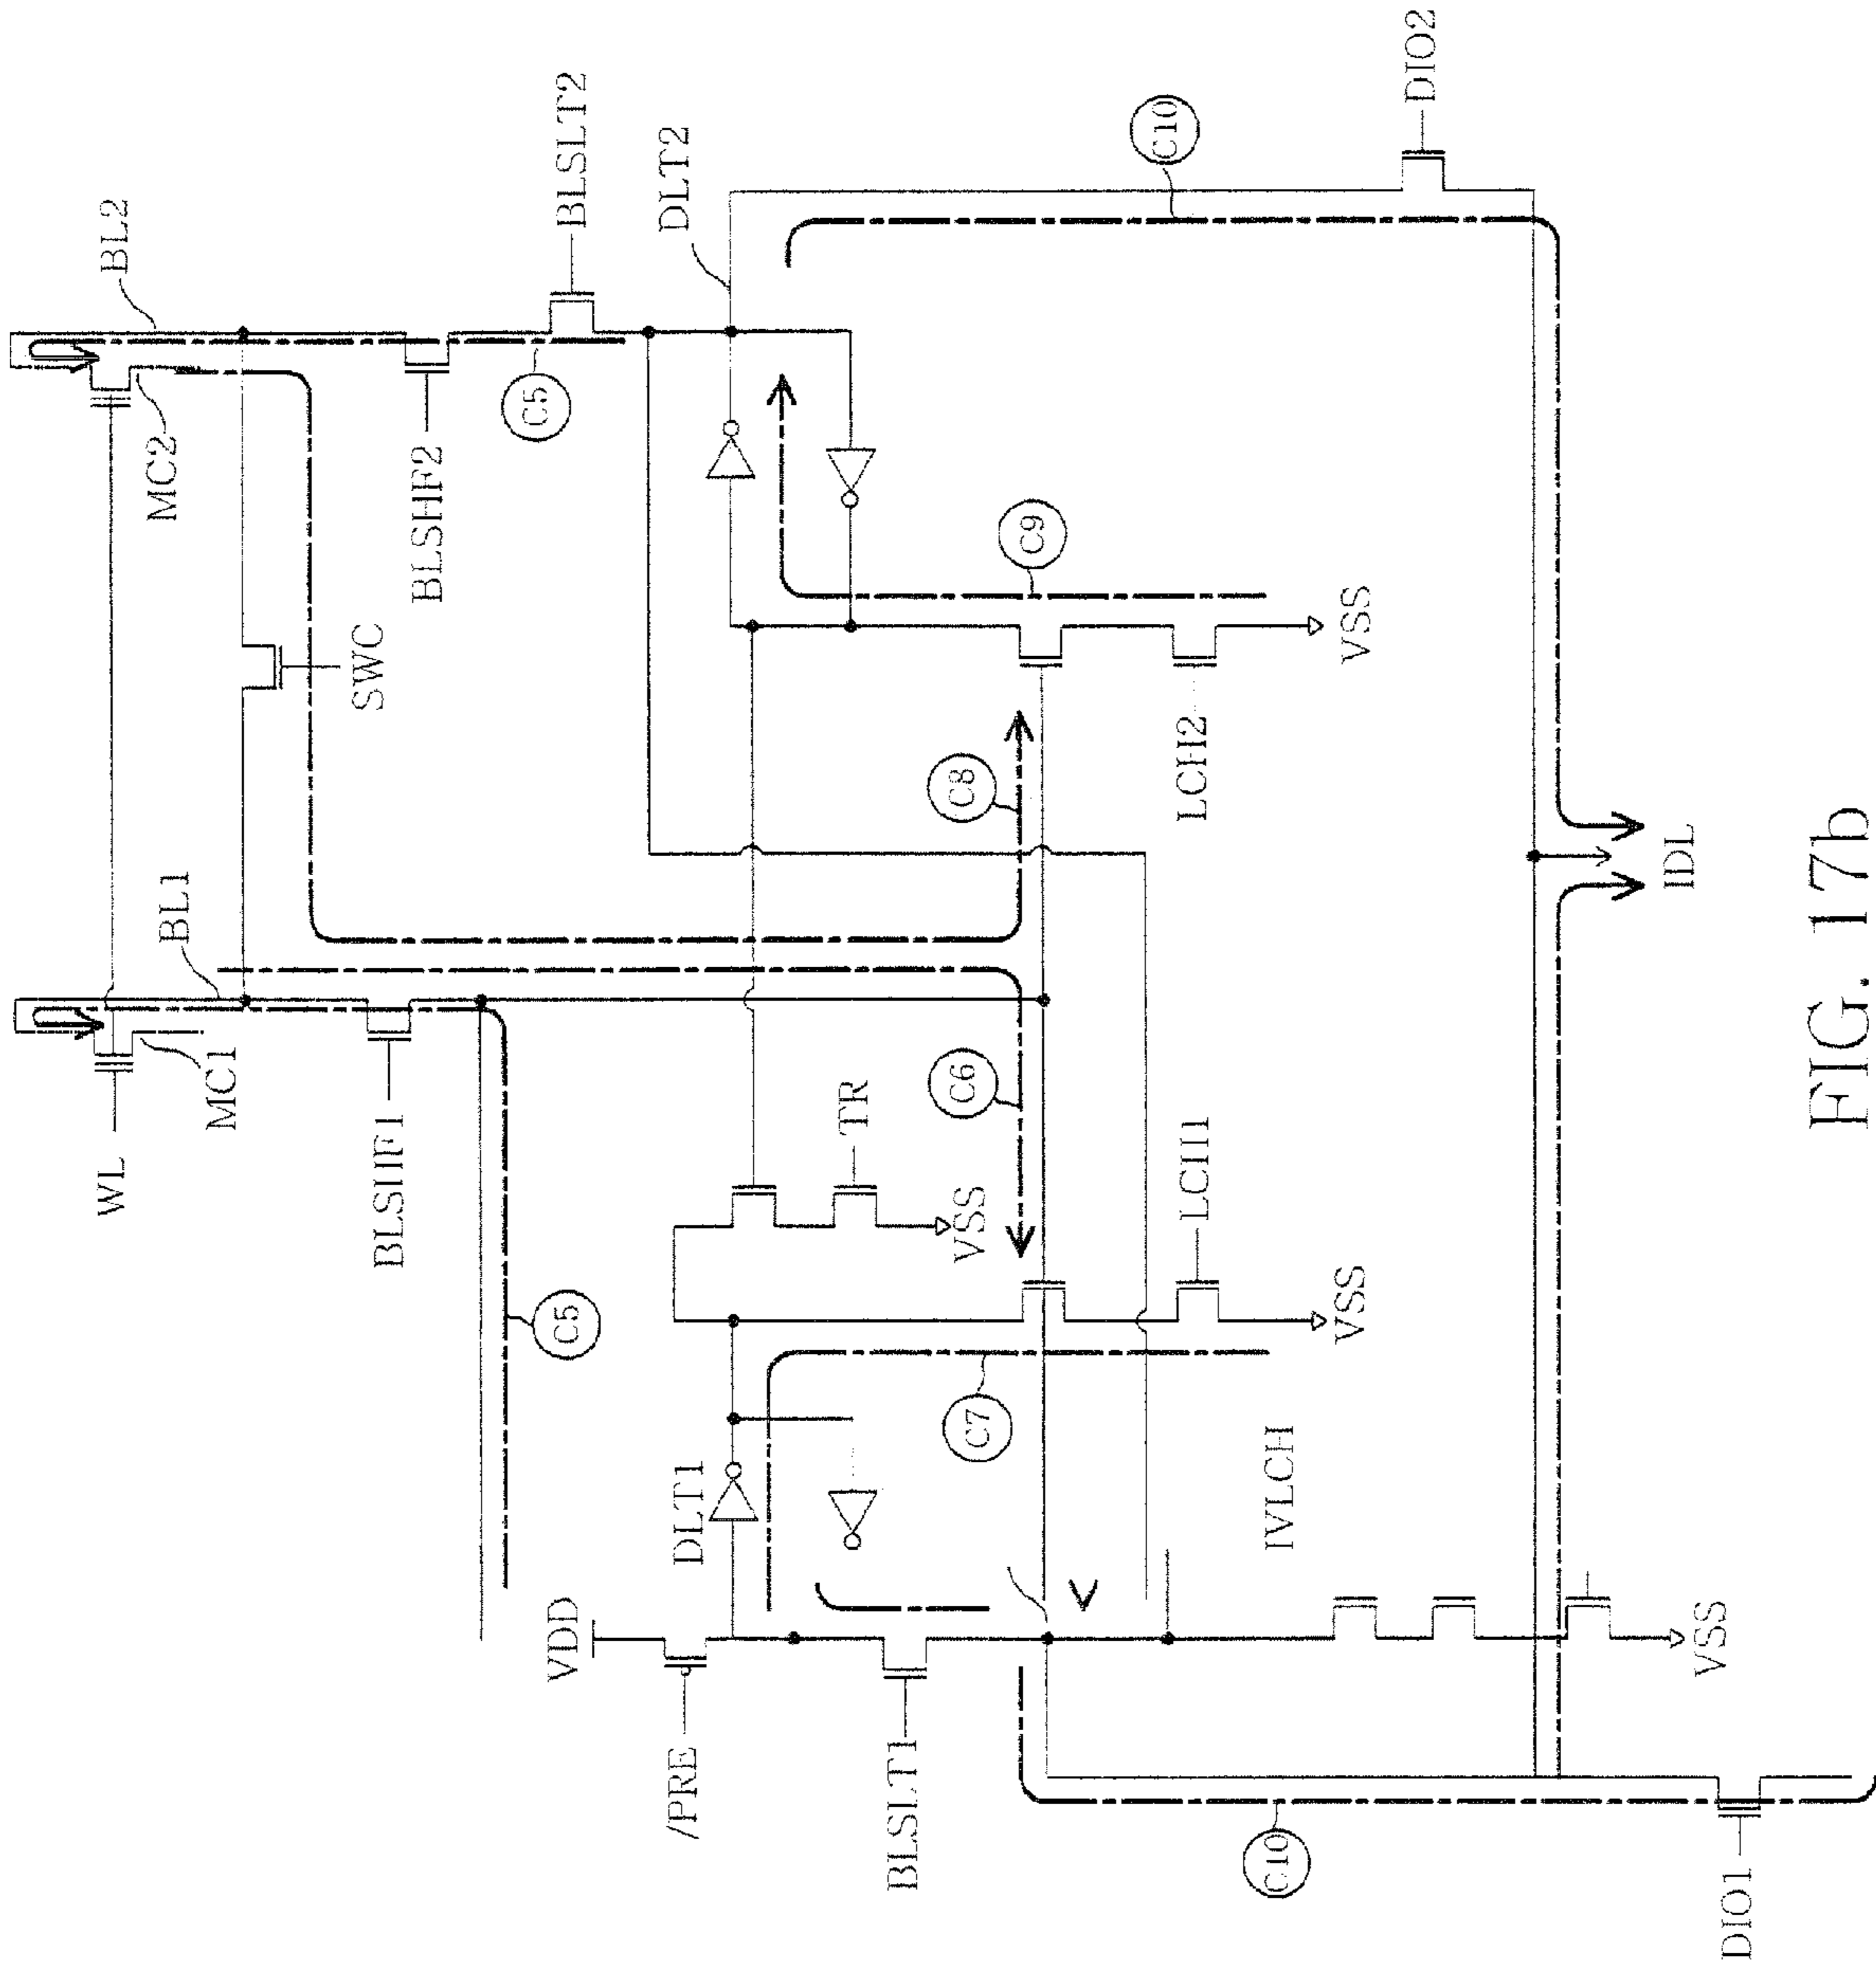 WL
BL2
MC2
BL1
MC1
SWC
BLSHF1
BLSHF2
C5
C5
VDD
BLSLT2
DLT2
/PRE
DLT1
TR
BLSLT1
C6
C8
VSS
C7
C9
C10
LCH1
LCH2
C10
IVLCH
VSS
VSS
DIO2
IDL
VSS
DIO1
FIG. 17b